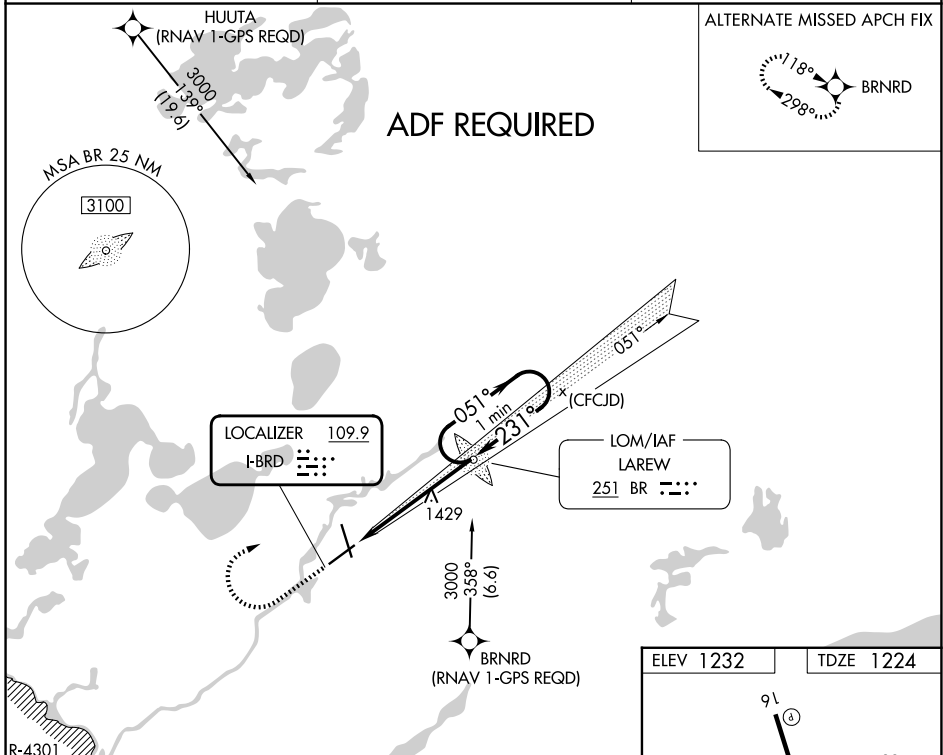 HUUTA
(RNAV 1-GPS REQD)
3000
139°
(19.6)
ADF REQUIRED
ALTERNATE MISSED APCH FIX
118°
298°
BRNRD
MSA BR 25 NM
3100
051°
051°
1 min
231°
(CFCJD)
LOCALIZER 109.9
I-BRD
LOM/IAF
LAREW
251 BR
1429
3000
358°
(6.6)
BRNRD
(RNAV 1-GPS REQD)
R-4301
ELEV 1232
TDZE 1224
16
P